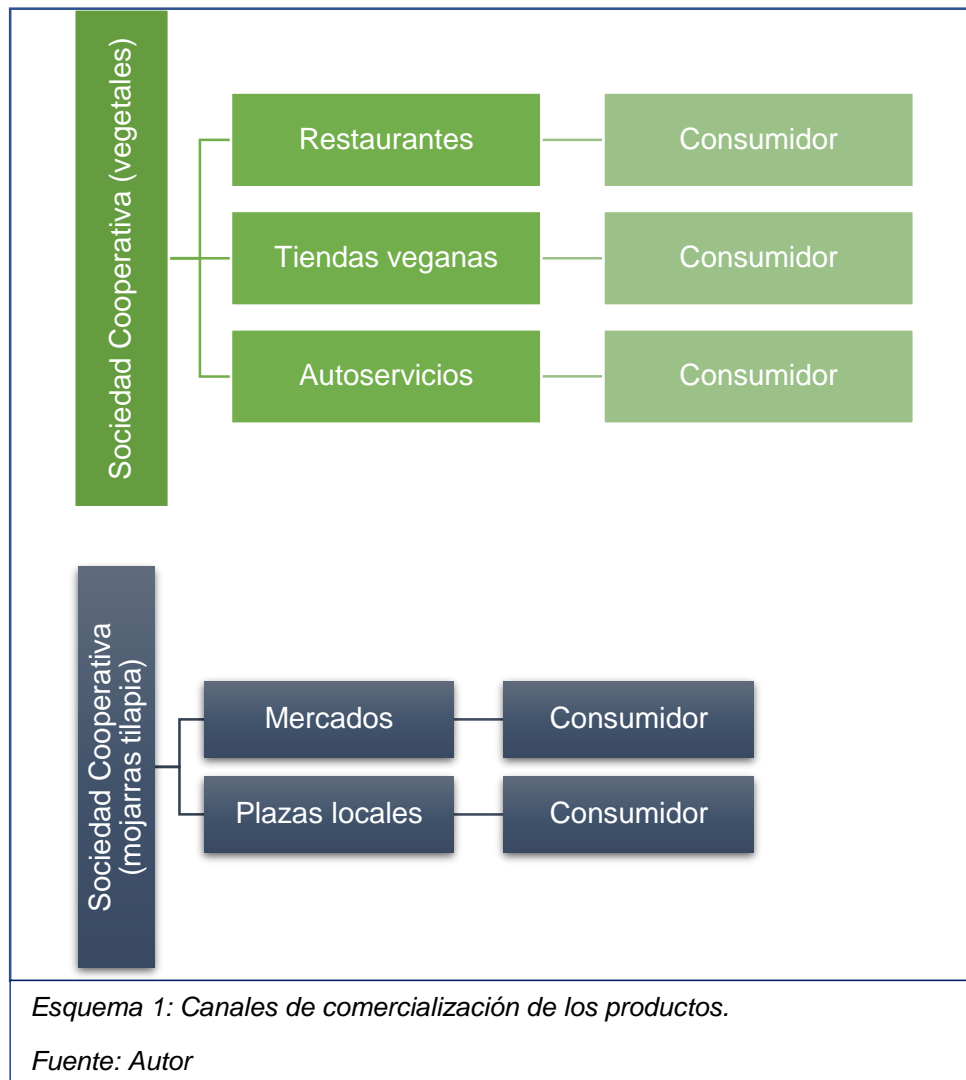 Sociedad Cooperativa (vegetales)
Restaurantes
Consumidor
Tiendas veganas
Consumidor
Autoservicios
Consumidor
Sociedad Cooperativa
(mojarras tilapia)
Mercados
Consumidor
Plazas locales
Consumidor
Esquema 1: Canales de comercialización de los productos.
Fuente: Autor